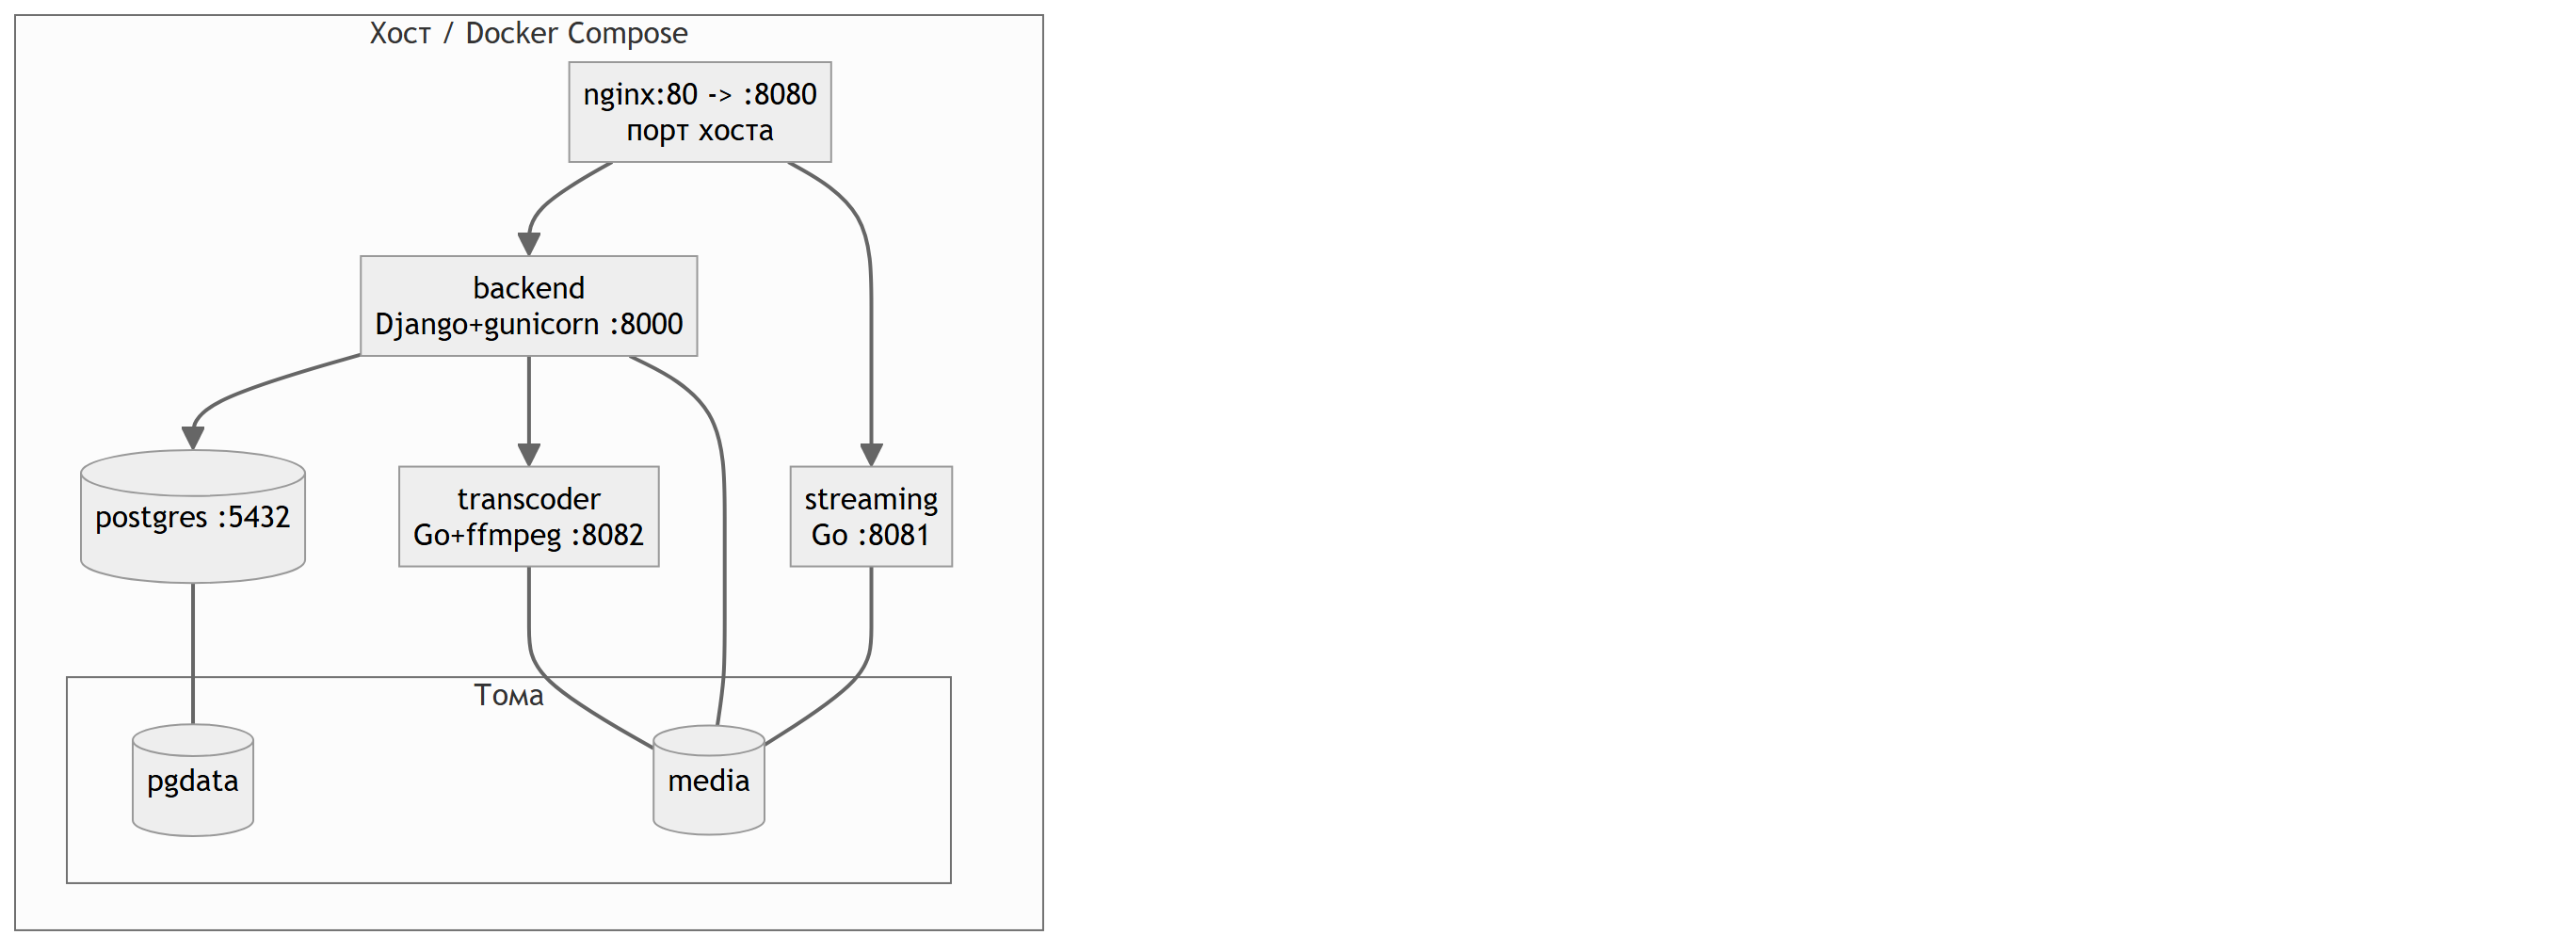 Хост / Docker Compose
nginx:80 -> :8080
порт хоста
backend
Django+gunicorn :8000
postgres :5432
transcoder
Go+ffmpeg :8082
streaming
Go :8081
Тома
pgdata
media